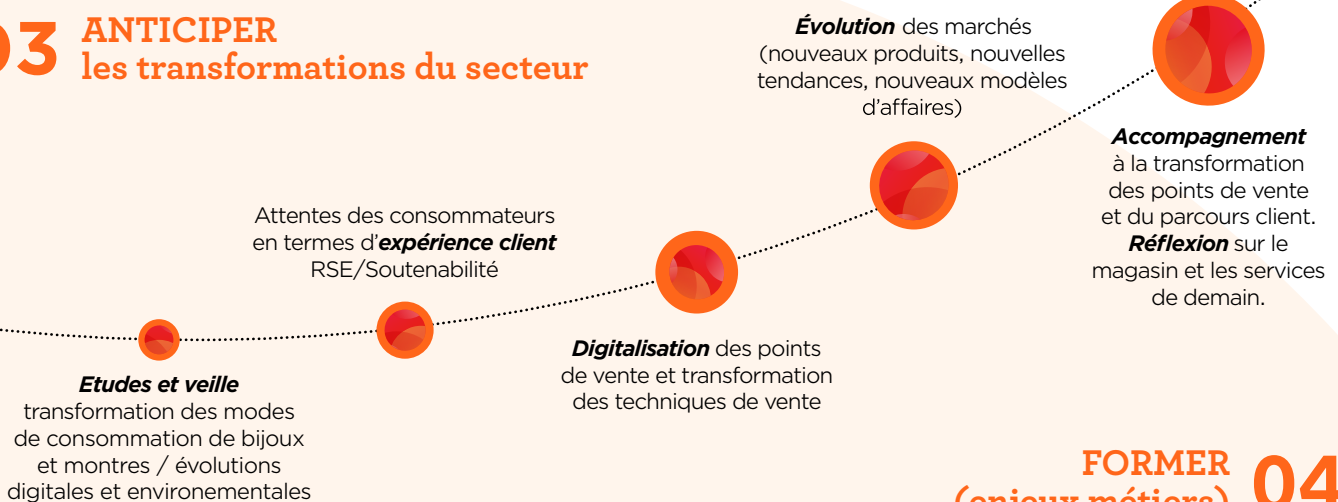 03 ANTICIPER
les transformations du secteur
Etudes et veille
transformation des modes
de consommation de bijoux
et montres / évolutions
digitales et environementales
Attentes des consommateurs
en termes d'expérience client
RSE/Soutenabilité
Digitalisation des points
de vente et transformation
des techniques de vente
Évolution des marchés
(nouveaux produits, nouvelles
tendances, nouveaux modèles
d'affaires)
Accompagnement
à la transformation
des points de vente
et du parcours client.
Réflexion sur le
magasin et les services
de demain.
FORMER 04
(enjeux métiers)